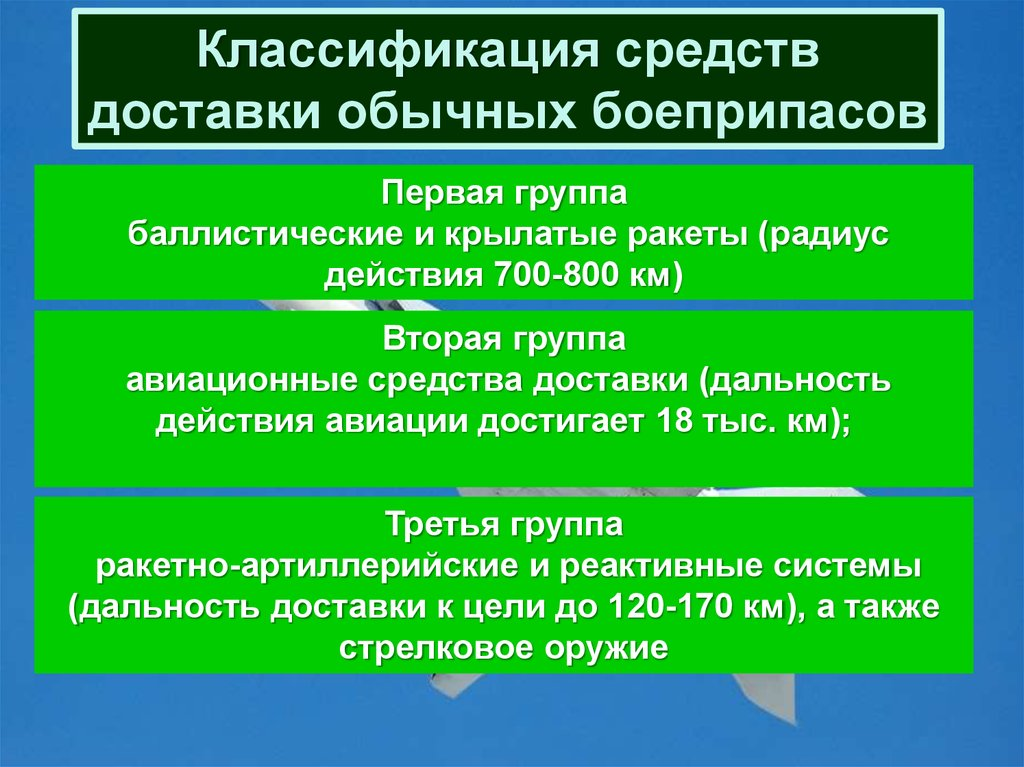 Классификация средств
доставки обычных боеприпасов
Первая группа
баллистические и крылатые ракеты (радиус
действия 700-800 км)
Вторая группа
авиационные средства доставки (дальность
действия авиации достигает 18 тыс. км);
Третья группа
ракетно-артиллерийские и реактивные системы
(дальность доставки к цели до 120-170 км), а также
стрелковое оружие